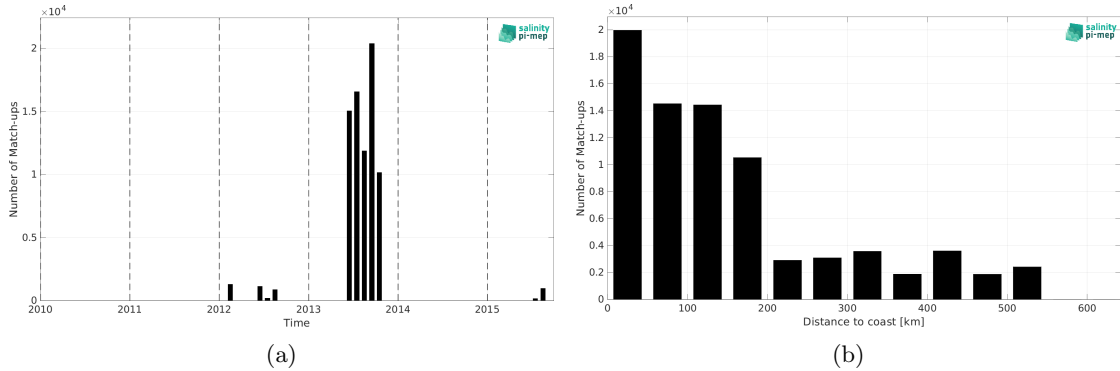 ×10⁴
2
1.5
1
0.5
0
Number of Match-ups
2010 2011 2012 2013 2014 2015
Time
salinity
pi-mep
(a)
×10⁴
2
1.8
1.6
1.4
1.2
1
0.8
0.6
0.4
0.2
0
Number of Match-ups
0 100 200 300 400 500 600
Distance to coast [km]
salinity
pi-mep
(b)